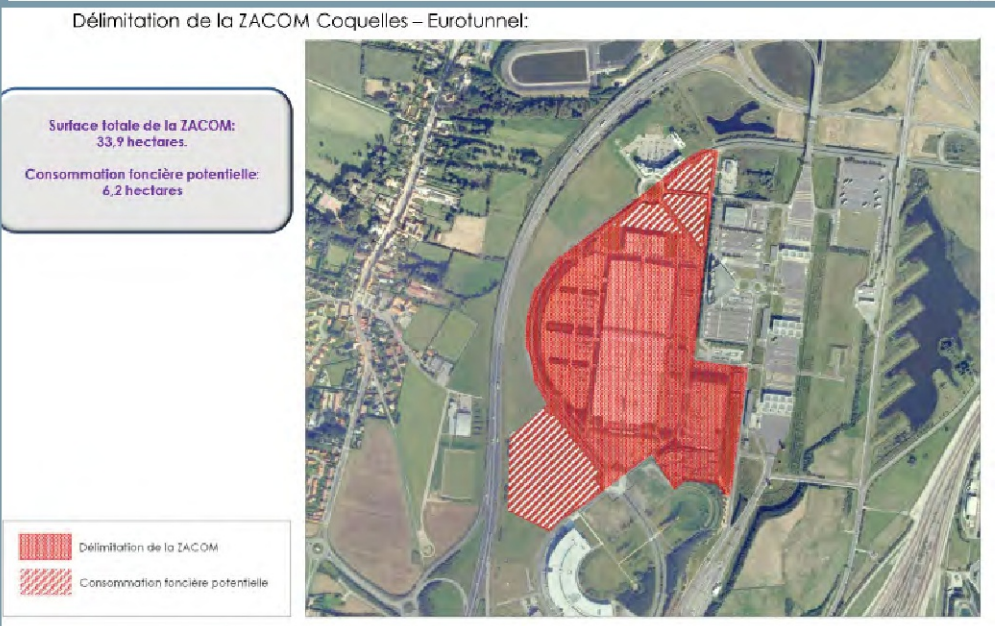 Délimitation de la ZACOM Coquelles – Eurotunnel:
Surface totale de la ZACOM:
33,9 hectares.
Consommation foncière potentielle:
6,2 hectares
Délimitation de la ZACOM
Consommation foncière potentielle